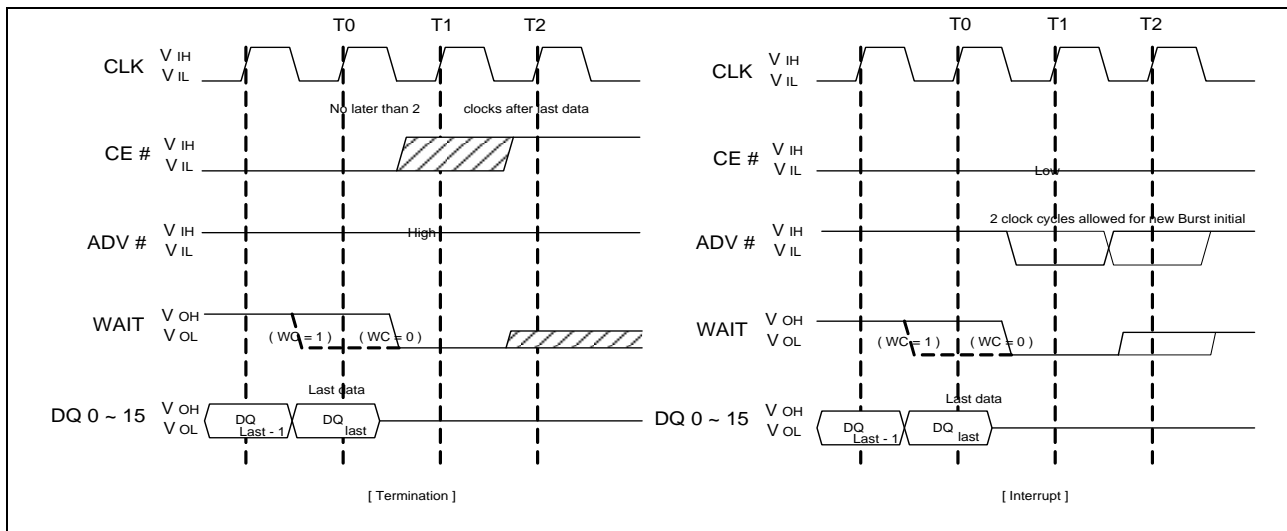 T0 T1 T2
CLK V IH
V IL
No later than 2 clocks after last data
CE # V IH
V IL
ADV # V IH
V IL
High
WAIT V OH
V OL
( WC = 1 ) ( WC = 0 )
Last data
DQ 0 ~ 15 V OH
V OL
DQ Last - 1
DQ last
[ Termination ]
T0 T1 T2
CLK V IH
V IL
CE # V IH
V IL
Low
2 clock cycles allowed for new Burst initial
ADV # V IH
V IL
WAIT V OH
V OL
( WC = 1 ) ( WC = 0 )
Last data
DQ 0 ~ 15 V OH
V OL
DQ Last - 1
DQ last
[ Interrupt ]